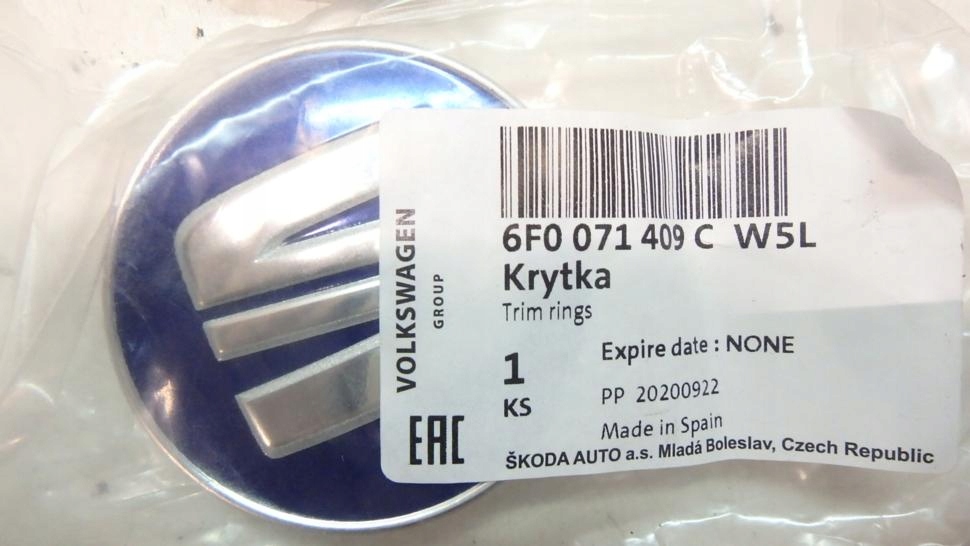 6F0 071 409 C W5L
Krytka
Trim rings
1
KS
Expire date : NONE
PP 20200922
Made in Spain
ŠKODA AUTO a.s. Mladá Boleslav, Czech Republic
VOLKSWAGEN
GROUP
EAC